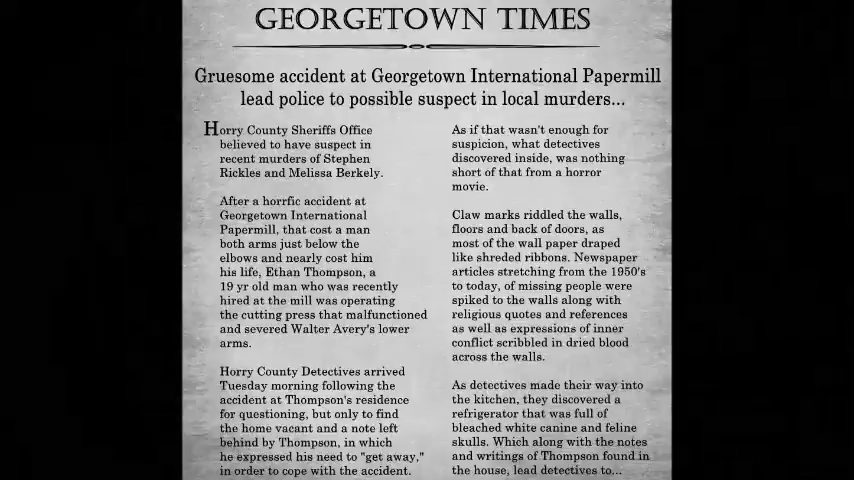 GEORGETOWN TIMES
Gruesome accident at Georgetown International Papermill
lead police to possible suspect in local murders...
Horry County Sheriffs Office
believed to have suspect in
recent murders of Stephen
Rickles and Melissa Berkely.
After a horrfic accident at
Georgetown International
Papermill, that cost a man
both arms just below the
elbows and nearly cost him
his life, Ethan Thompson, a
19 yr old man who was recently
hired at the mill was operating
the cutting press that malfunctioned
and severed Walter Avery's lower
arms.
Horry County Detectives arrived
Tuesday morning following the
accident at Thompson's residence
for questioning, but only to find
the home vacant and a note left
behind by Thompson, in which
he expressed his need to "get away,"
in order to cope with the accident.
As if that wasn't enough for
suspicion, what detectives
discovered inside, was nothing
short of that from a horror
movie.
Claw marks riddled the walls,
floors and back of doors, as
most of the wall paper draped
like shreded ribbons. Newspaper
articles stretching from the 1950's
to today, of missing people were
spiked to the walls along with
religious quotes and references
as well as expressions of inner
conflict scribbled in dried blood
across the walls.
As detectives made their way into
the kitchen, they discovered a
refrigerator that was full of
bleached white canine and feline
skulls. Which along with the notes
and writings of Thompson found in
the house, lead detectives to...